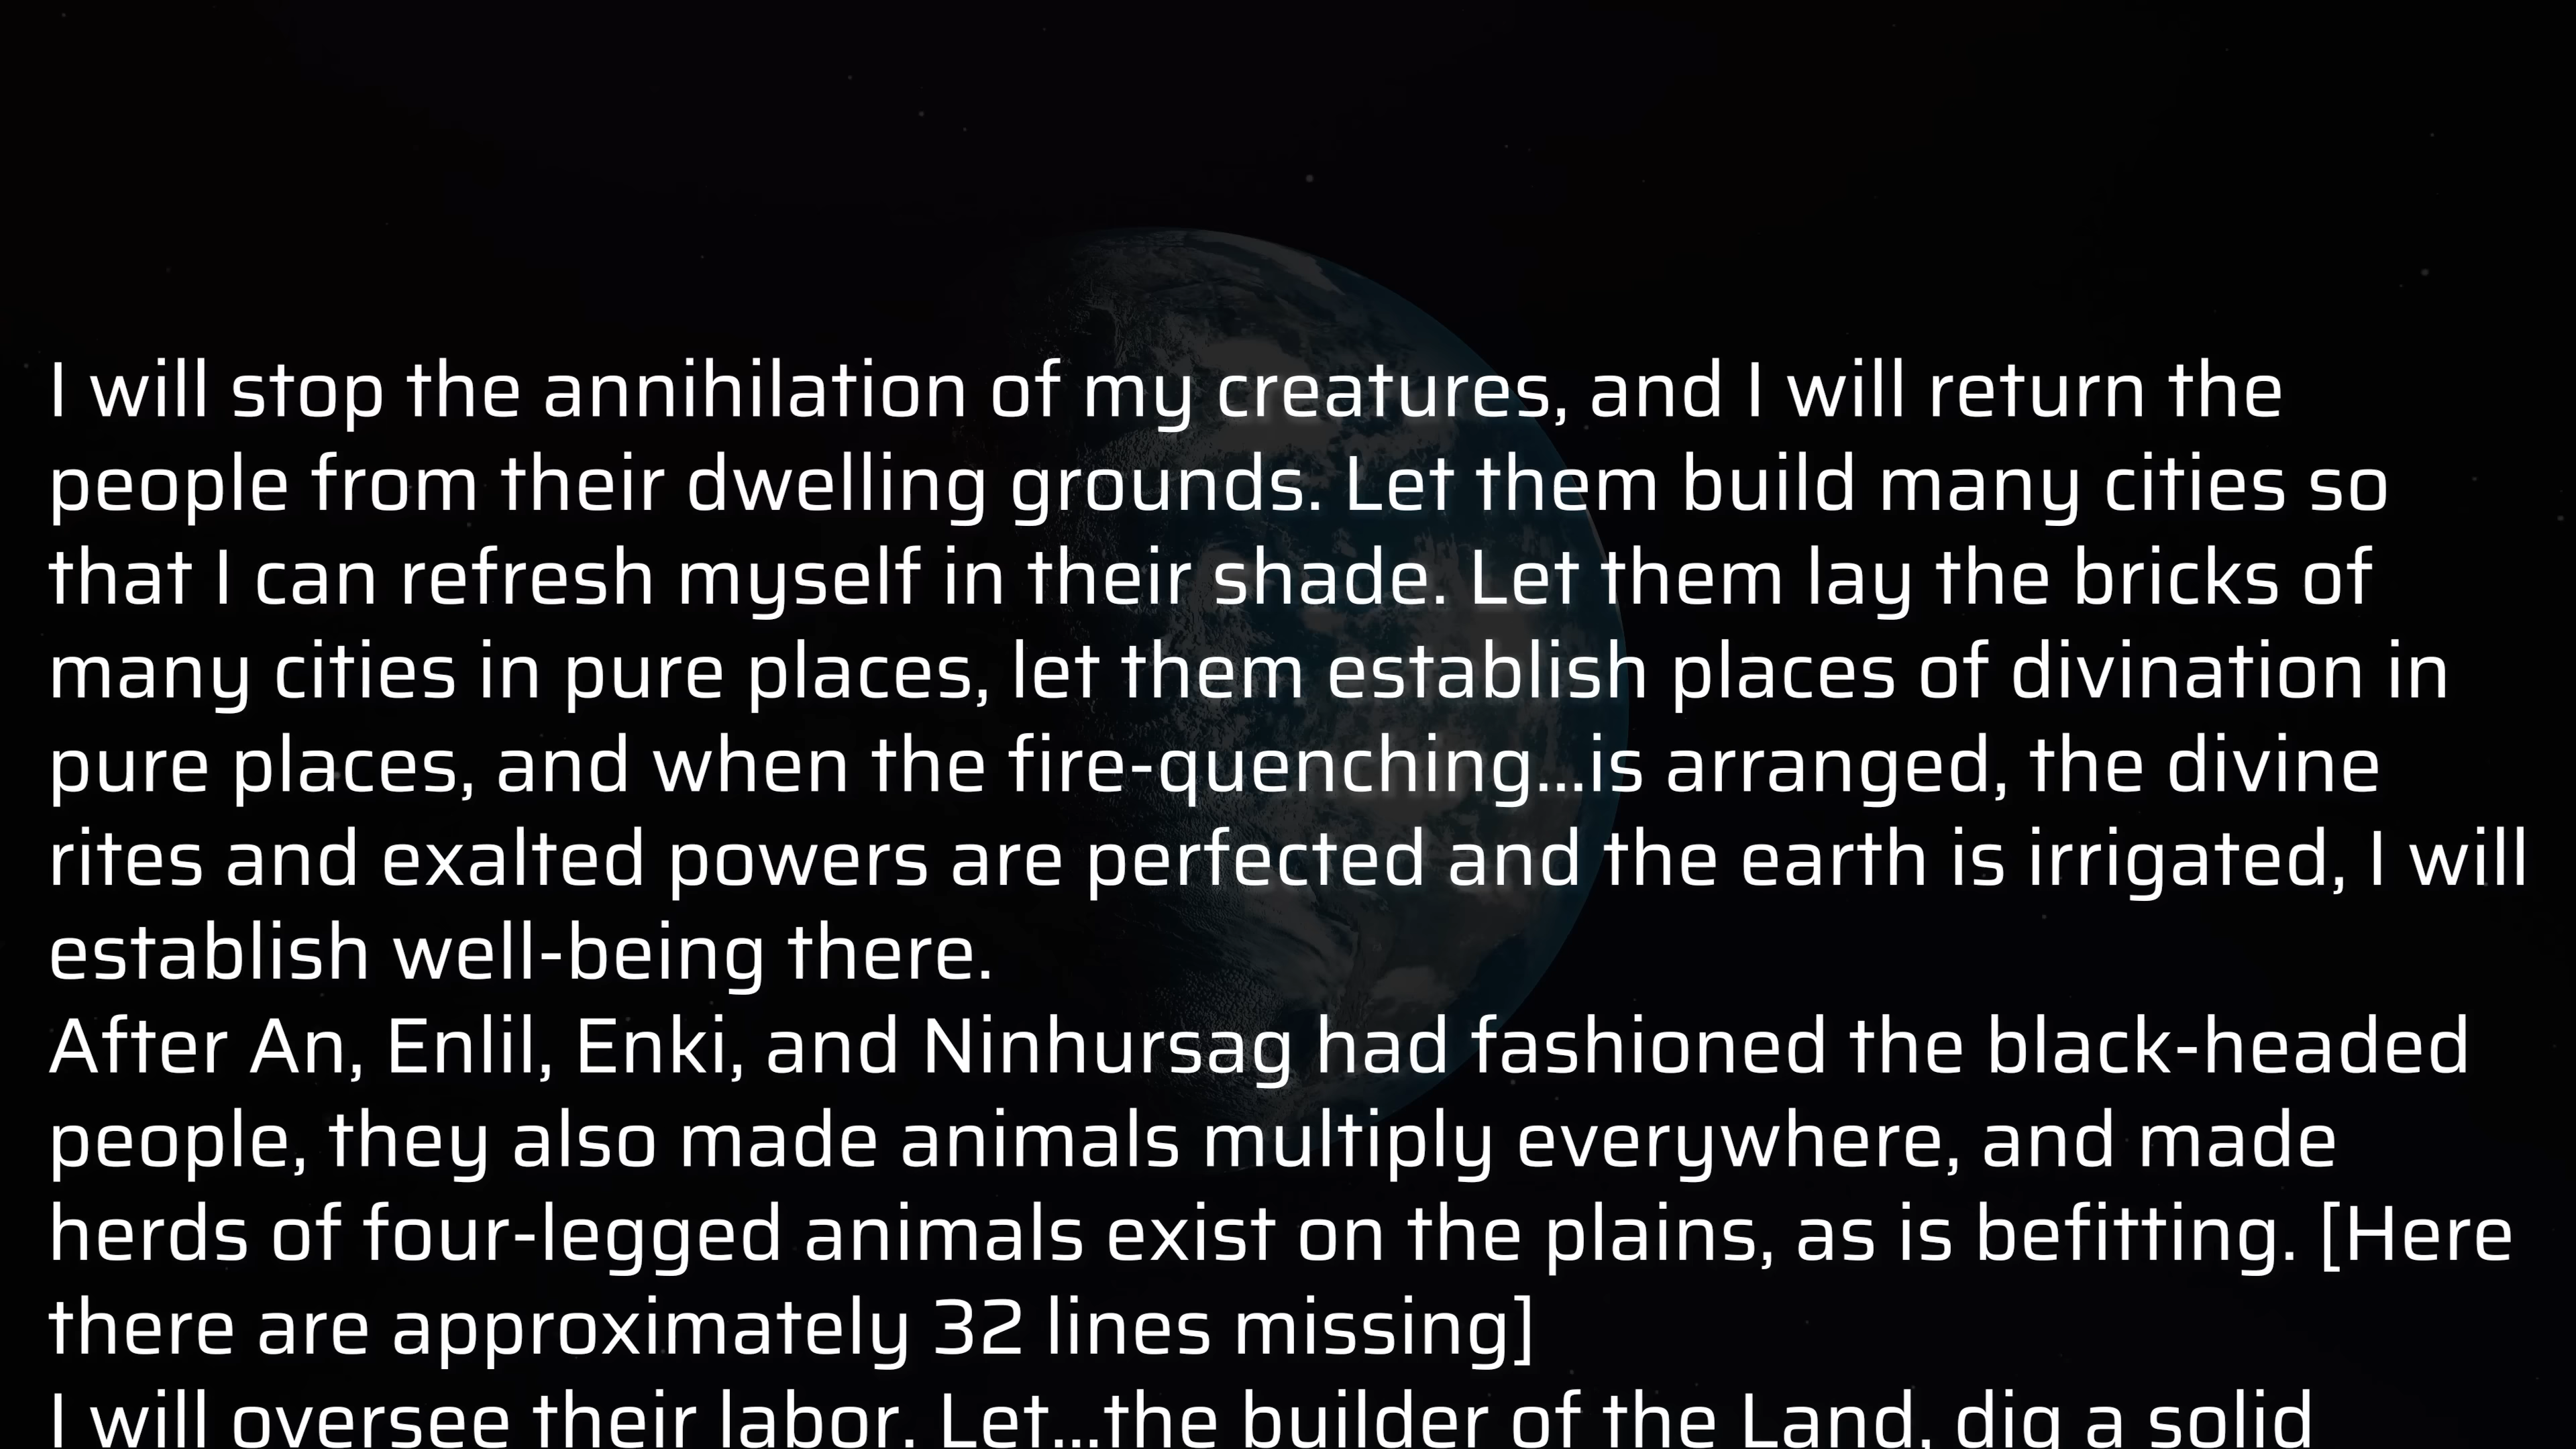 I will stop the annihilation of my creatures, and I will return the
people from their dwelling grounds. Let them build many cities so
that I can refresh myself in their shade. Let them lay the bricks of
many cities in pure places, let them establish places of divination in
pure places, and when the fire-quenching...is arranged, the divine
rites and exalted powers are perfected and the earth is irrigated, I will
establish well-being there.
After An, Enlil, Enki, and Ninhursag had fashioned the black-headed
people, they also made animals multiply everywhere, and made
herds of four-legged animals exist on the plains, as is befitting. [Here
there are approximately 32 lines missing]
I will oversee their labor. Let...the builder of the Land, dig a solid